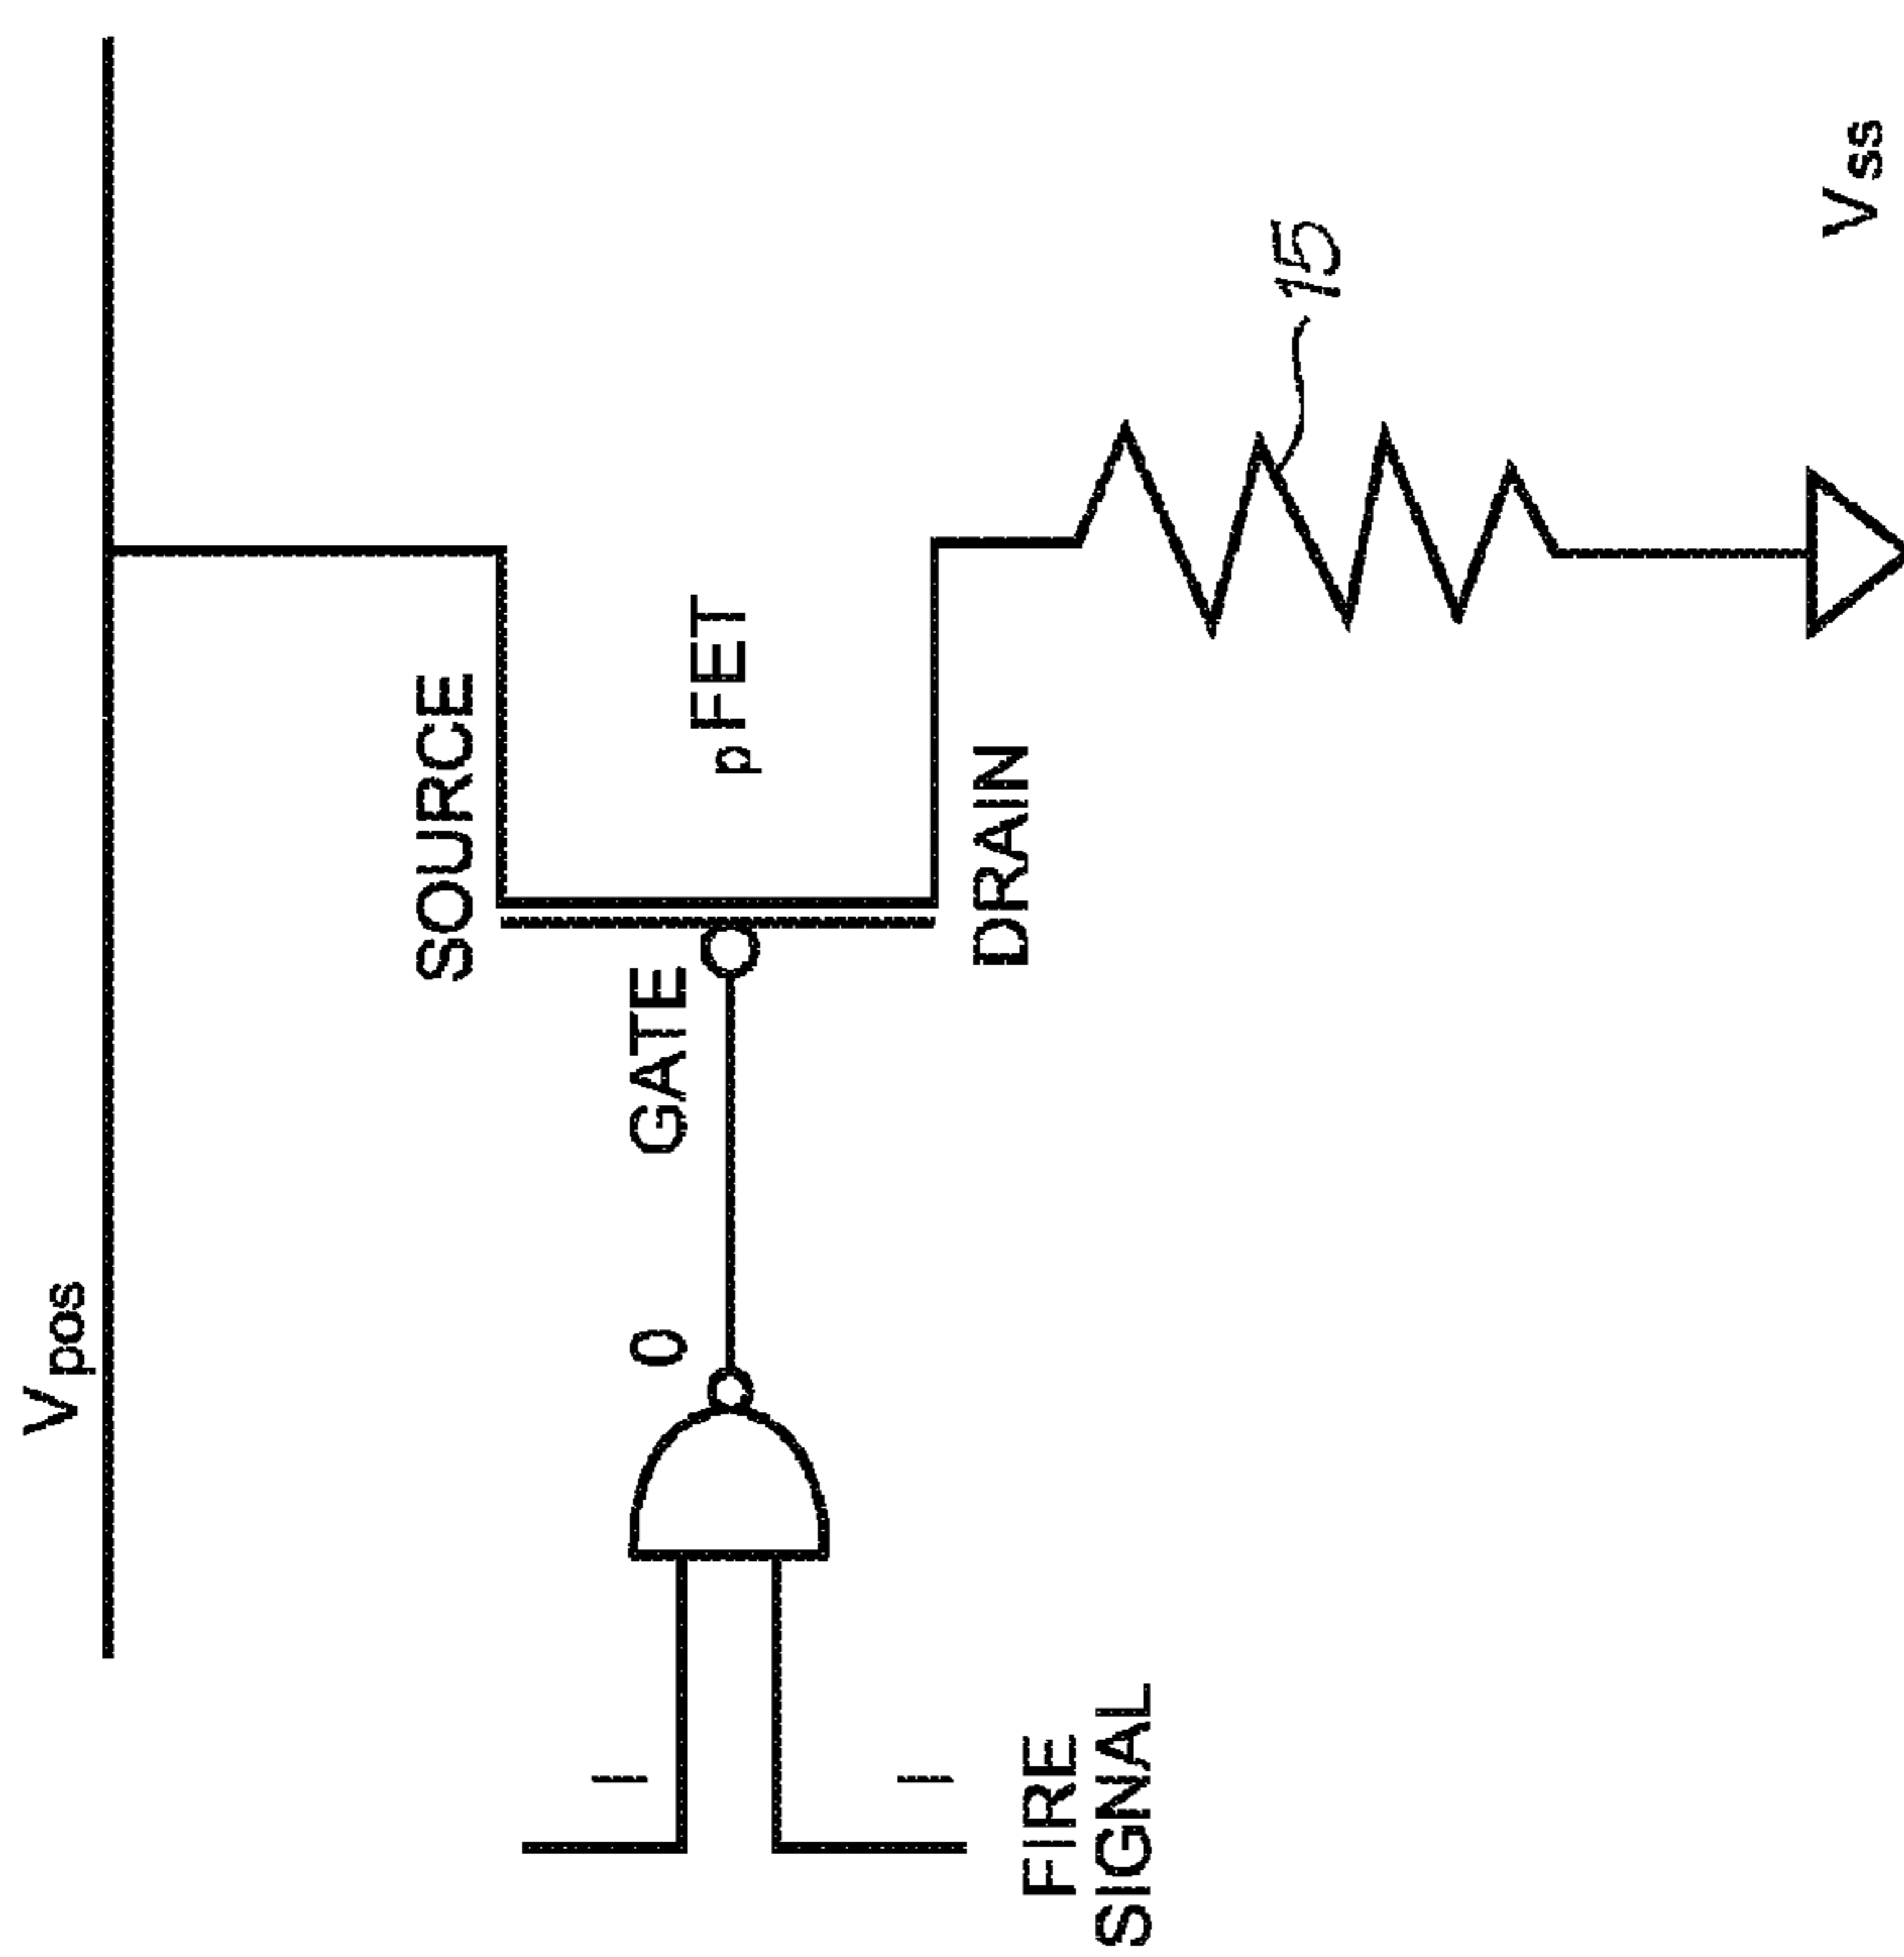 Vpos
SOURCE
1
0
GATE
pFET
1
DRAIN
FIRE
SIGNAL
15
Vss